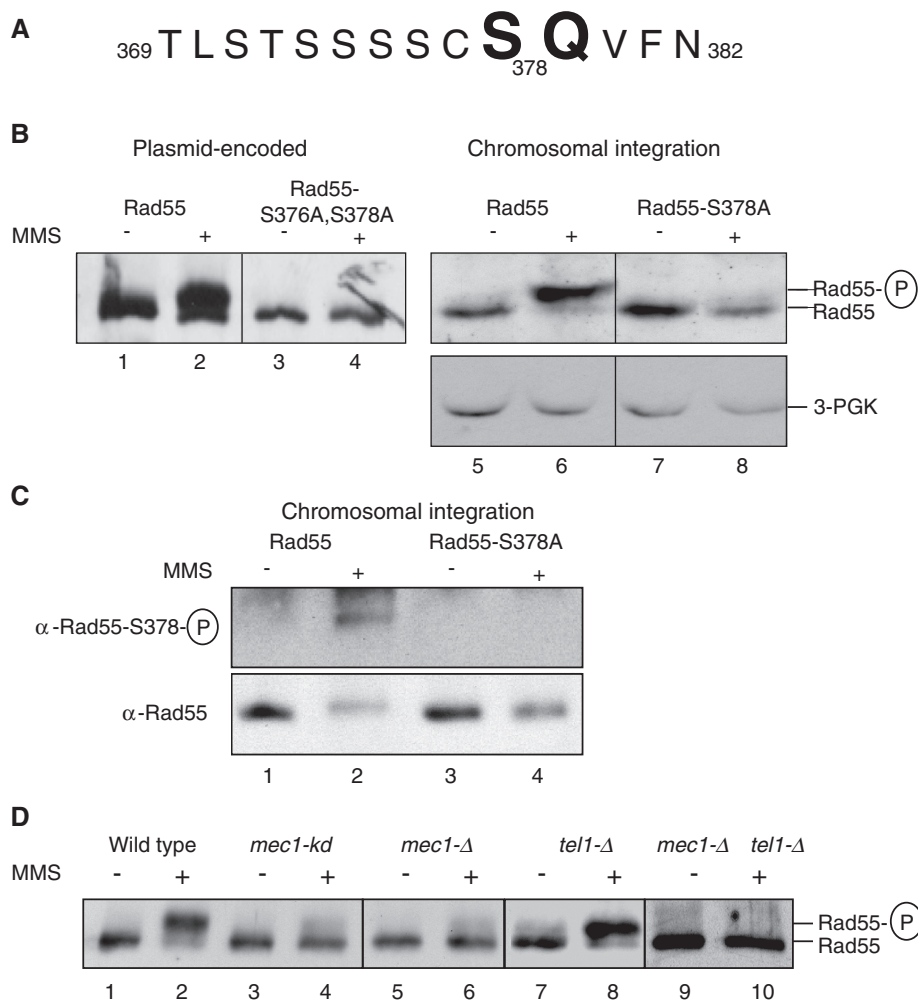 A
369 T L S T S S S S C S 378 Q V F N 382
B
Plasmid-encoded
Chromosomal integration
Rad55
Rad55-
S376A,S378A
Rad55
Rad55-S378A
MMS - + - + - + - +
Rad55-P
Rad55
1 2 3 4
3-PGK
5 6 7 8
C
Chromosomal integration
Rad55 Rad55-S378A
MMS - + - +
α-Rad55-S378-P
α-Rad55
1 2 3 4
D
Wild type mec1-kd mec1-Δ tel1-Δ mec1-Δ tel1-Δ
MMS - + - + - + - + - +
Rad55-P
Rad55
1 2 3 4 5 6 7 8 9 10